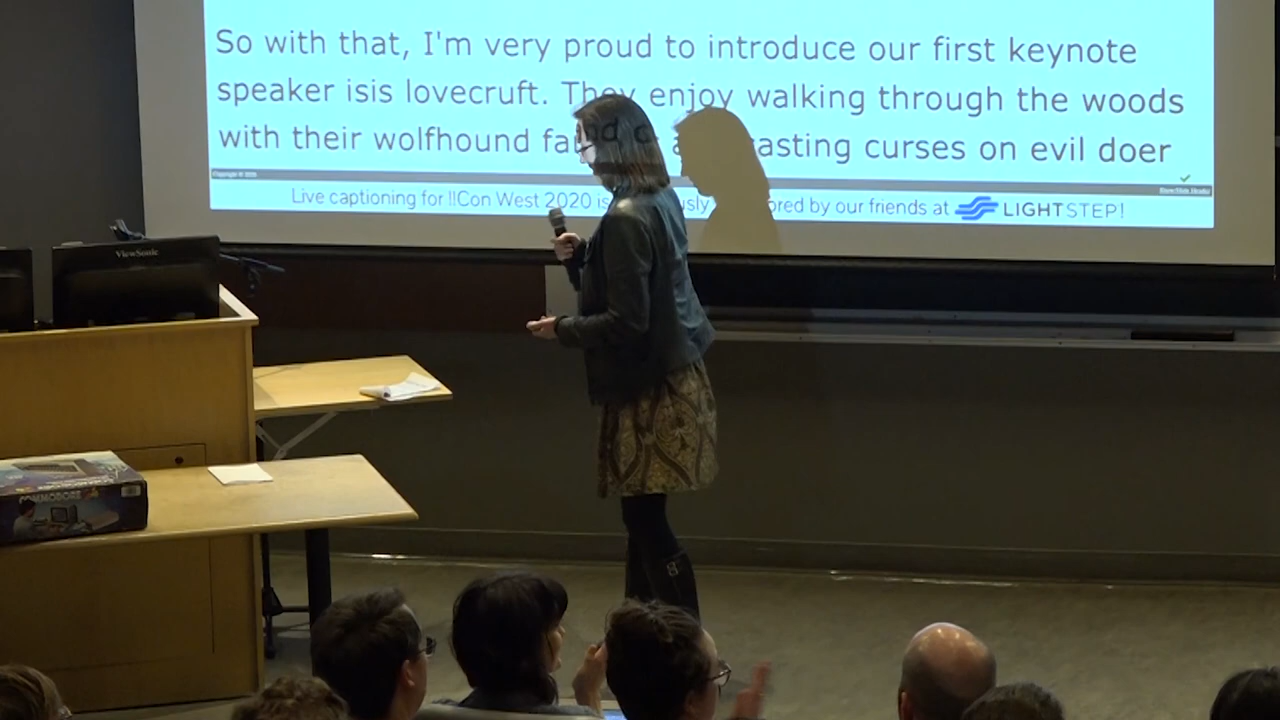 So with that, I'm very proud to introduce our first keynote
speaker isis lovecruft. They enjoy walking through the woods
with their wolfhound casting curses on evil doer
Live captioning for !!Con West 2020 is by our friends at LIGHTSTEP!
ViewSonic
COMMODORE